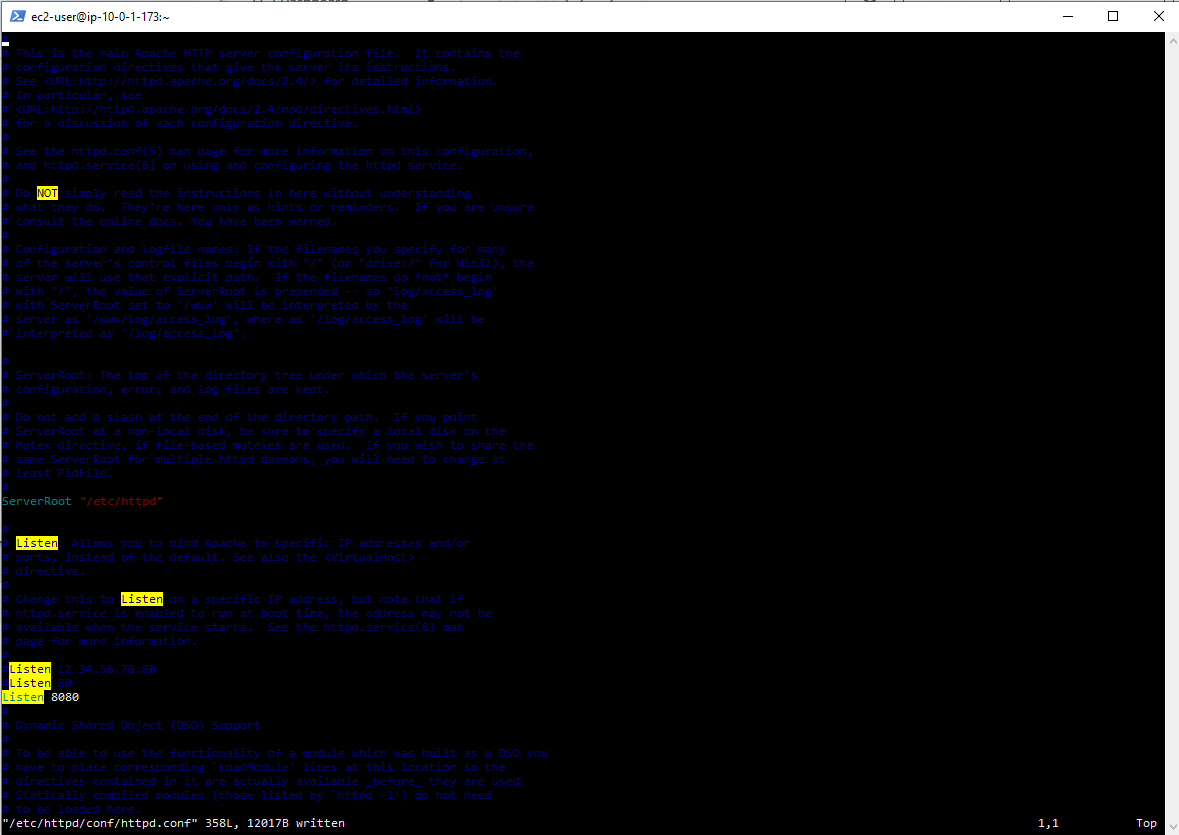 ec2-user@ip-10-0-1-173:~
#
# This is the main Apache HTTP server configuration file.  It contains the
# configuration directives that give the server its instructions.
# See <URL:http://httpd.apache.org/docs/2.4/> for detailed information.
# In particular, see
# <URL:http://httpd.apache.org/docs/2.4/mod/directives.html>
# for a discussion of each configuration directive.
#
# See the httpd.conf(5) man page for more information on this configuration,
# and httpd.service(8) on using and configuring the httpd service.
#
# Do NOT simply read the instructions in here without understanding
# what they do.  They're here only as hints or reminders.  If you are unsure
# consult the online docs. You have been warned.
#
# Configuration and logfile names: If the filenames you specify for many
# of the server's control files begin with "/" (or "drive:/" for Win32), the
# server will use that explicit path.  If the filenames do *not* begin
# with "/", the value of ServerRoot is prepended -- so 'log/access_log'
# with ServerRoot set to '/www' will be interpreted by the
# server as '/www/log/access_log', where as '/log/access_log' will be
# interpreted as '/log/access_log'.
#
# ServerRoot: The top of the directory tree under which the server's
# configuration, error, and log files are kept.
#
# Do not add a slash at the end of the directory path.  If you point
# ServerRoot at a non-local disk, be sure to specify a local disk on the
# Mutex directive, if file-based mutexes are used.  If you wish to share the
# same ServerRoot for multiple httpd daemons, you will need to change at
# least PidFile.
#
ServerRoot "/etc/httpd"
#
# Listen: Allows you to bind Apache to specific IP addresses and/or
# ports, instead of the default. See also the <VirtualHost>
# directive.
#
# Change this to Listen on a specific IP address, but note that if
# httpd.service is enabled to run at boot time, the address may not be
# available when the service starts.  See the httpd.service(8) man
# page for more information.
#
#Listen 12.34.56.78:80
#Listen 80
Listen 8080
#
# Dynamic Shared Object (DSO) Support
#
# To be able to use the functionality of a module which was built as a DSO you
# have to place corresponding `LoadModule' lines at this location so the
# directives contained in it are actually available _before_ they are used.
# Statically compiled modules (those listed by `httpd -l') do not need
# to be loaded here.
"/etc/httpd/conf/httpd.conf" 358L, 12017B written 1,1 Top